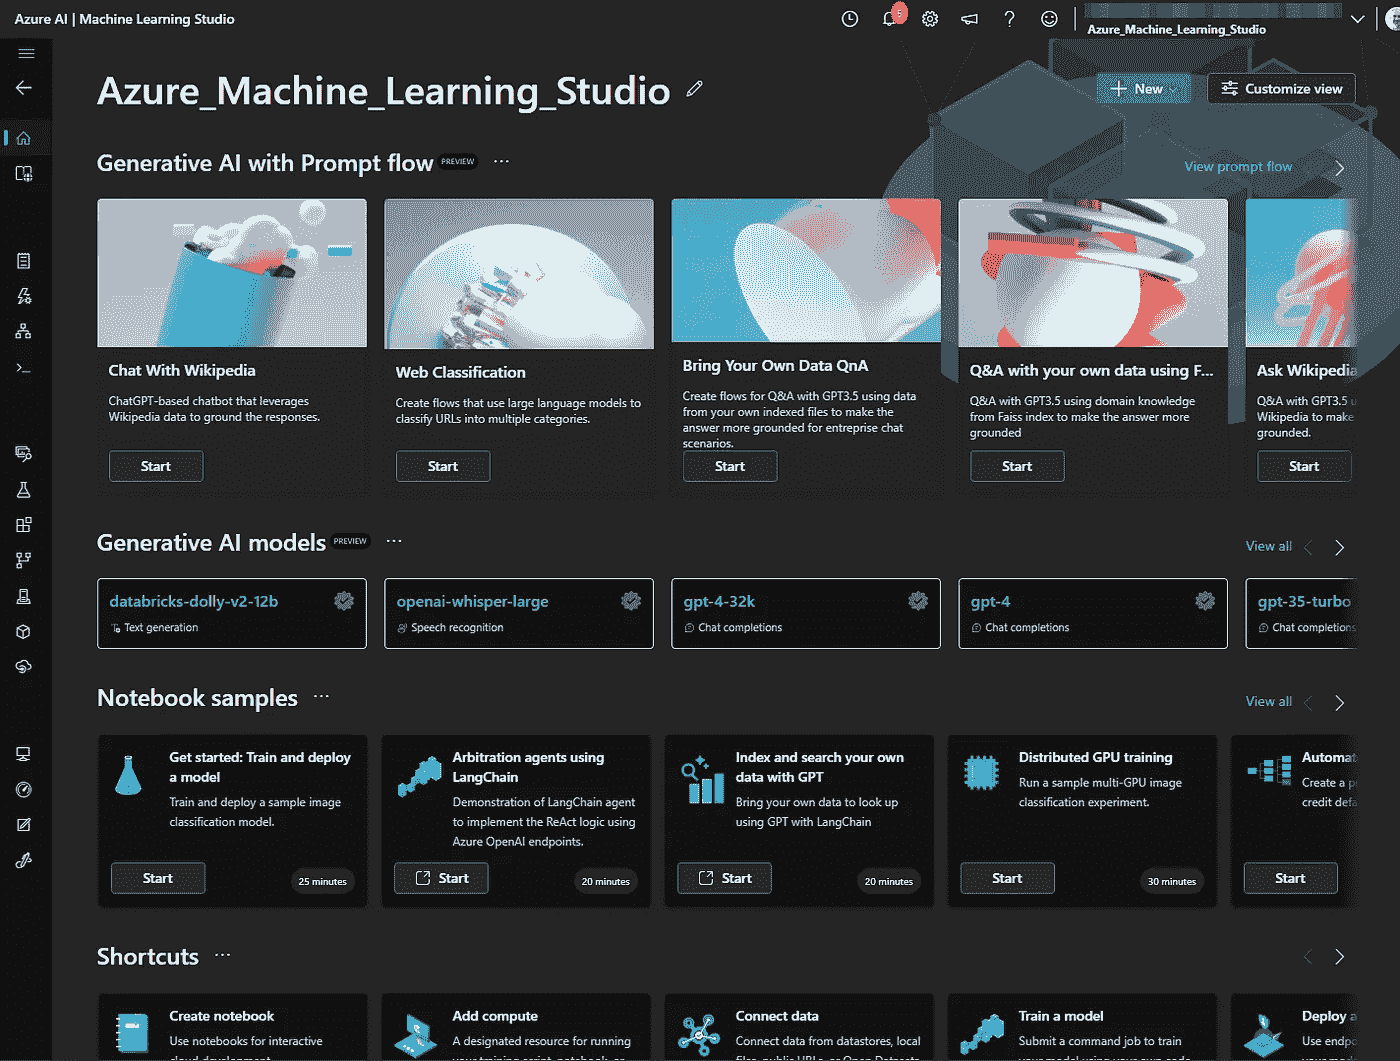 Azure AI | Machine Learning Studio
5
Azure_Machine_Learning_Studio
Azure_Machine_Learning_Studio
New
Customize view
Generative AI with Prompt flow
PREVIEW
View prompt flow
Chat With Wikipedia
ChatGPT-based chatbot that leverages
Wikipedia data to ground the responses.
Start
Web Classification
Create flows that use large language models to
classify URLs into multiple categories.
Start
Bring Your Own Data QnA
Create flows for Q&A with GPT3.5 using data
from your own indexed files to make the
answer more grounded for entreprise chat
scenarios.
Start
Q&A with your own data using F...
Q&A with GPT3.5 using domain knowledge
from Faiss index to make the answer more
grounded
Start
Ask Wikipedia
Q&A with GPT3.5
Wikipedia to make
grounded.
Start
Generative AI models
PREVIEW
View all
databricks-dolly-v2-12b
Text generation
openai-whisper-large
Speech recognition
gpt-4-32k
Chat completions
gpt-4
Chat completions
gpt-35-turbo
Chat completions
Notebook samples
View all
Get started: Train and deploy
a model
Train and deploy a sample image
classification model.
Start
25 minutes
Arbitration agents using
LangChain
Demonstration of LangChain agent
to implement the ReAct logic using
Azure OpenAI endpoints.
Start
20 minutes
Index and search your own
data with GPT
Bring your own data to look up
using GPT with LangChain
Start
20 minutes
Distributed GPU training
Run a sample multi-GPU image
classification experiment.
Start
30 minutes
Automat
Create a p
credit defa
Start
Shortcuts
Create notebook
Use notebooks for interactive
Add compute
A designated resource for running
Connect data
Connect data from datastores, local
Train a model
Submit a command job to train
Deploy a
Use endpo